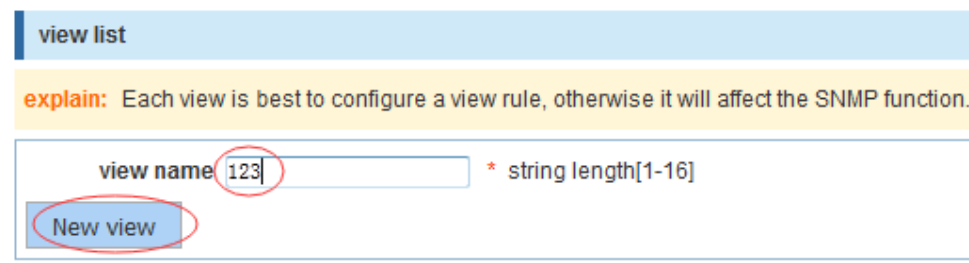 view list
explain: Each view is best to configure a view rule, otherwise it will affect the SNMP function.
view name 123 * string length[1-16]
New view